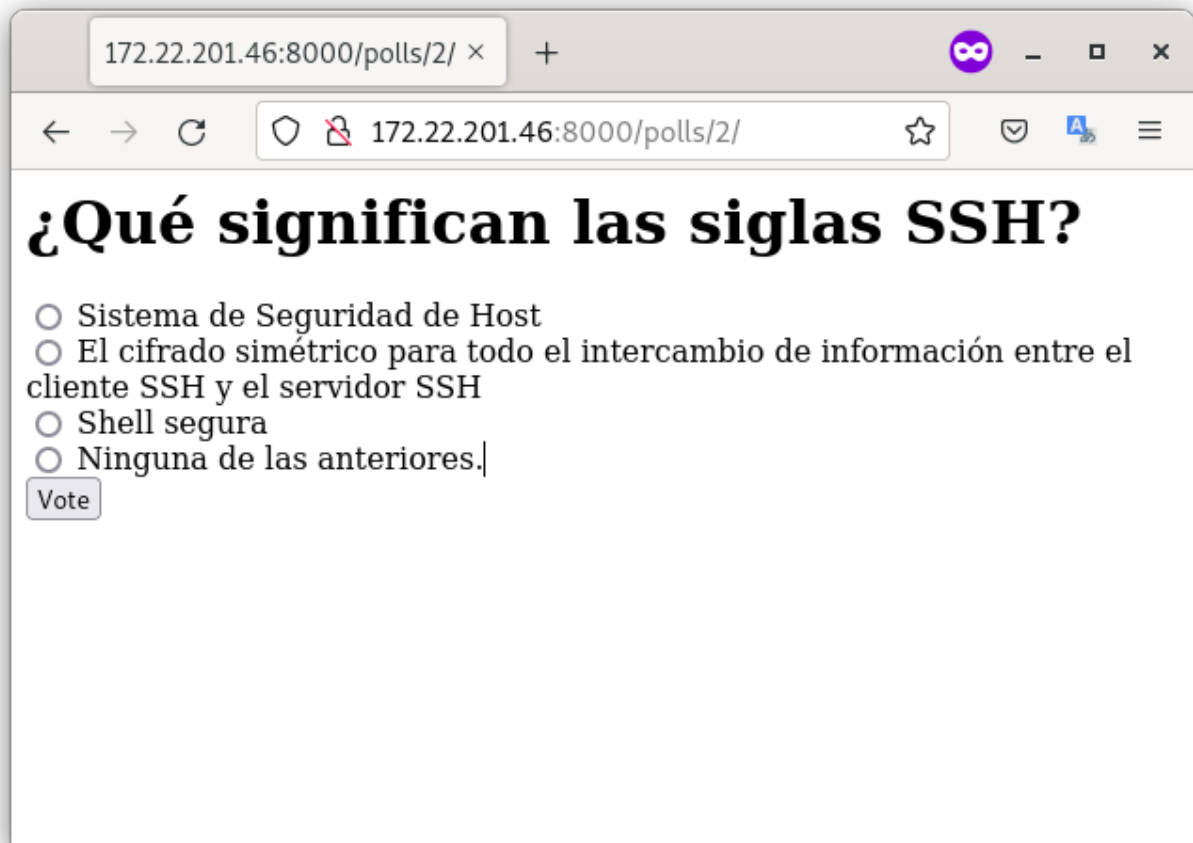 172.22.201.46:8000/polls/2/
172.22.201.46:8000/polls/2/
¿Qué significan las siglas SSH?
Sistema de Seguridad de Host
El cifrado simétrico para todo el intercambio de información entre el
cliente SSH y el servidor SSH
Shell segura
Ninguna de las anteriores.
Vote